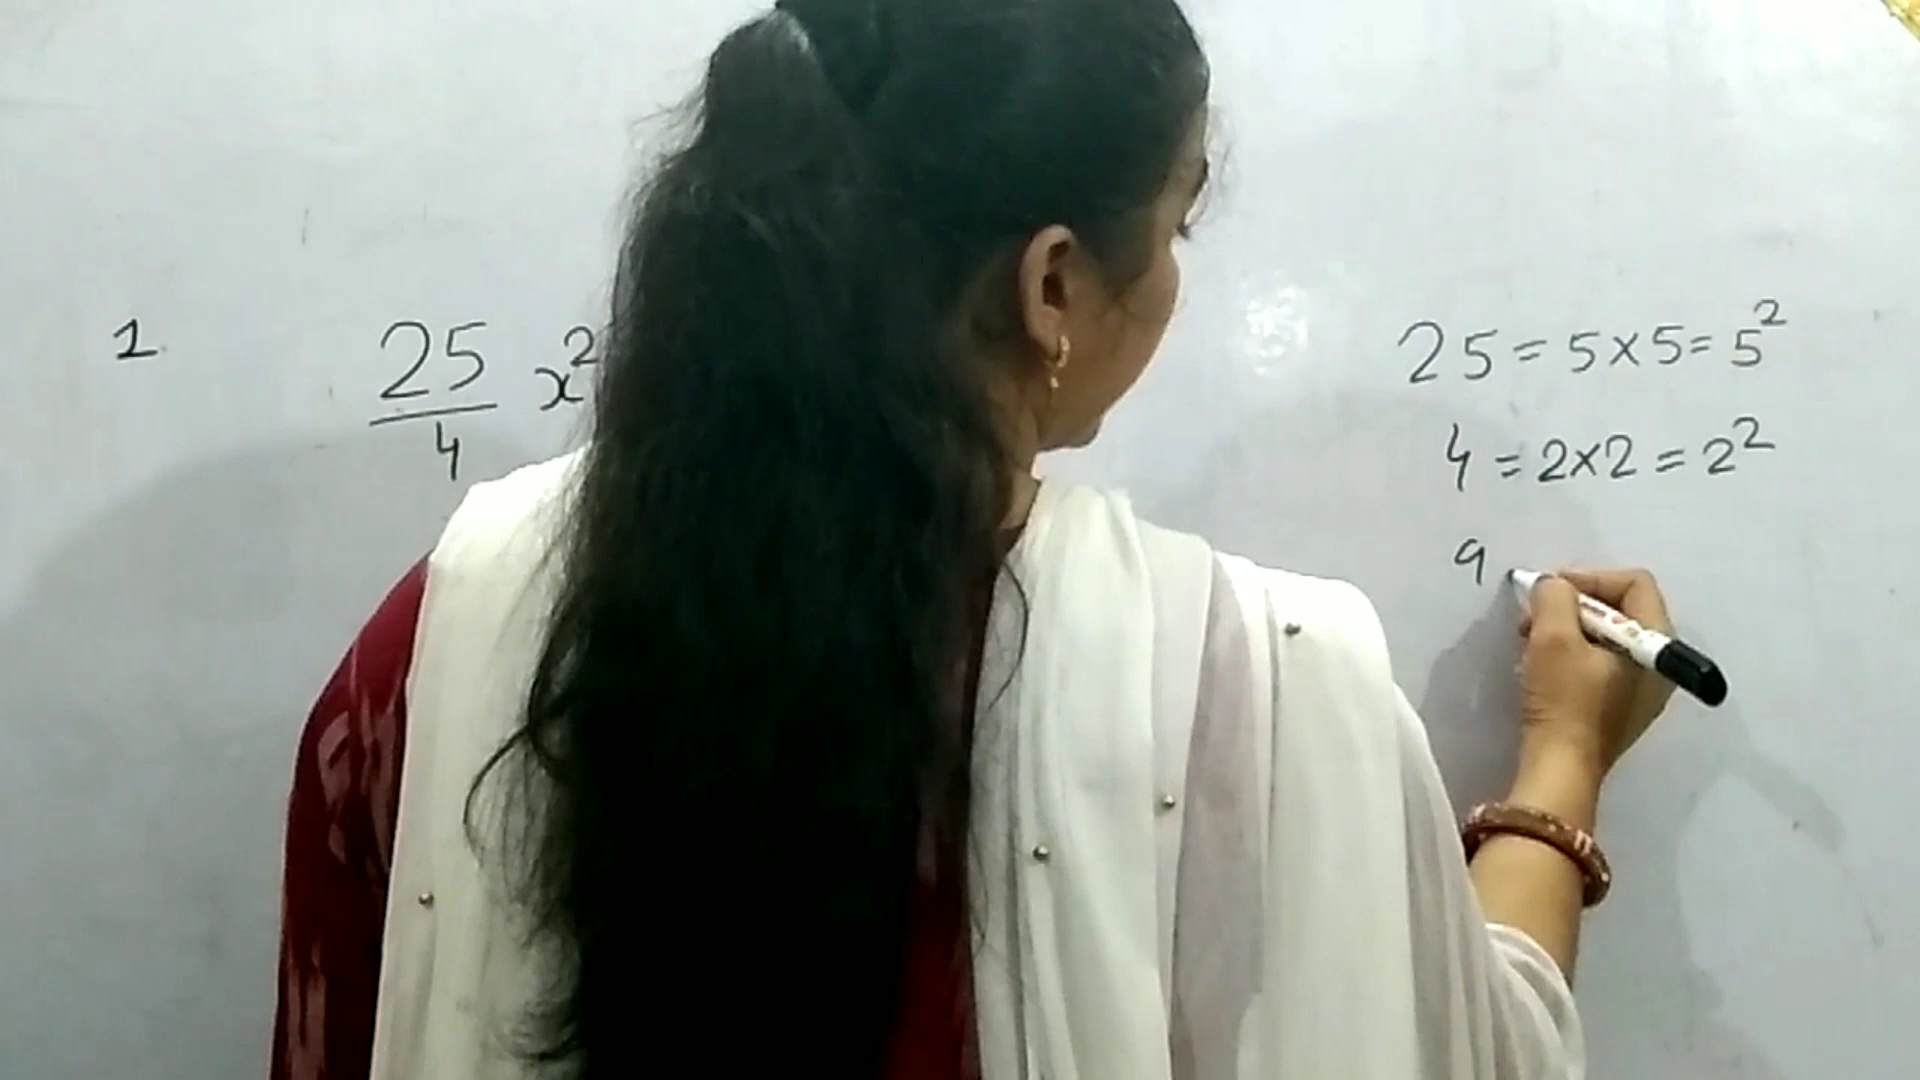 1. 25/4 x²
25 = 5×5 = 5²
4 = 2×2 = 2²
9